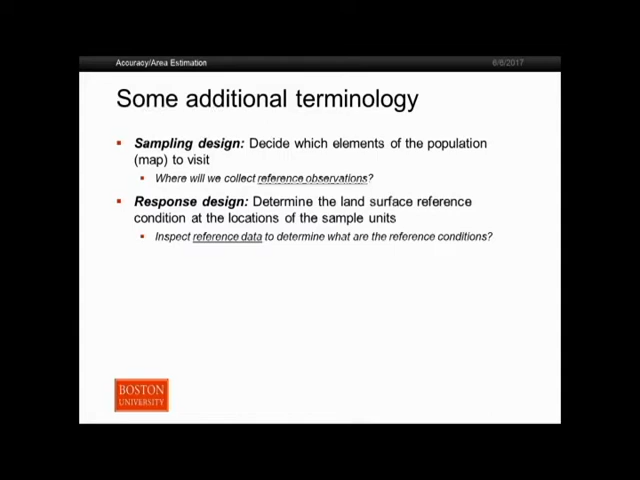 Accuracy/Area Estimation 6/6/2017
Some additional terminology
Sampling design: Decide which elements of the population
(map) to visit
Where will we collect reference observations?
Response design: Determine the land surface reference
condition at the locations of the sample units
Inspect reference data to determine what are the reference conditions?
BOSTON
UNIVERSITY